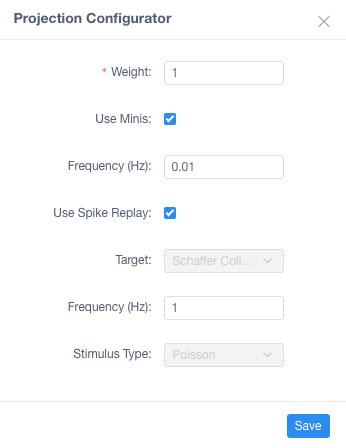 Projection Configurator
* Weight: 1
Use Minis:
Frequency (Hz): 0.01
Use Spike Replay:
Target: Schaffer Coll...
Frequency (Hz): 1
Stimulus Type: Poisson
Save